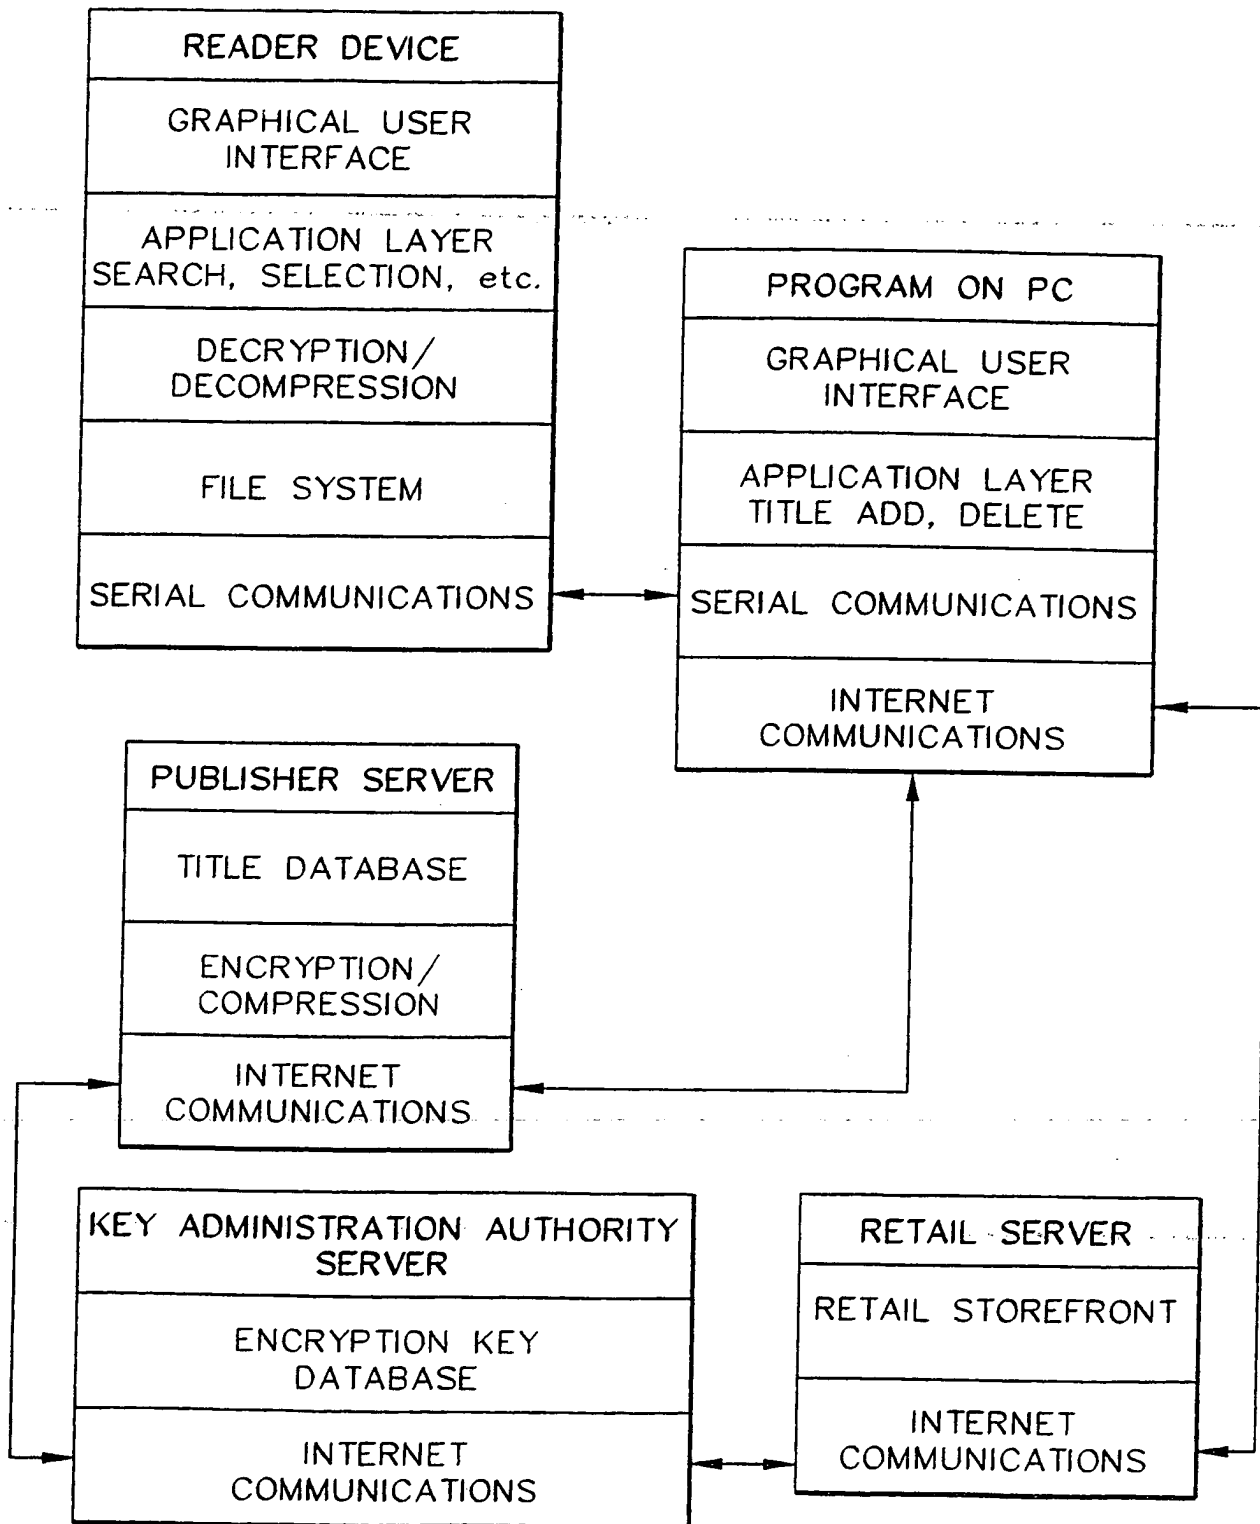 READER DEVICE
GRAPHICAL USER
INTERFACE
APPLICATION LAYER
SEARCH, SELECTION, etc.
DECRYPTION/
DECOMPRESSION
FILE SYSTEM
SERIAL COMMUNICATIONS
PROGRAM ON PC
GRAPHICAL USER
INTERFACE
APPLICATION LAYER
TITLE ADD, DELETE
SERIAL COMMUNICATIONS
INTERNET
COMMUNICATIONS
PUBLISHER SERVER
TITLE DATABASE
ENCRYPTION/
COMPRESSION
INTERNET
COMMUNICATIONS
KEY ADMINISTRATION AUTHORITY
SERVER
ENCRYPTION KEY
DATABASE
INTERNET
COMMUNICATIONS
RETAIL SERVER
RETAIL STOREFRONT
INTERNET
COMMUNICATIONS